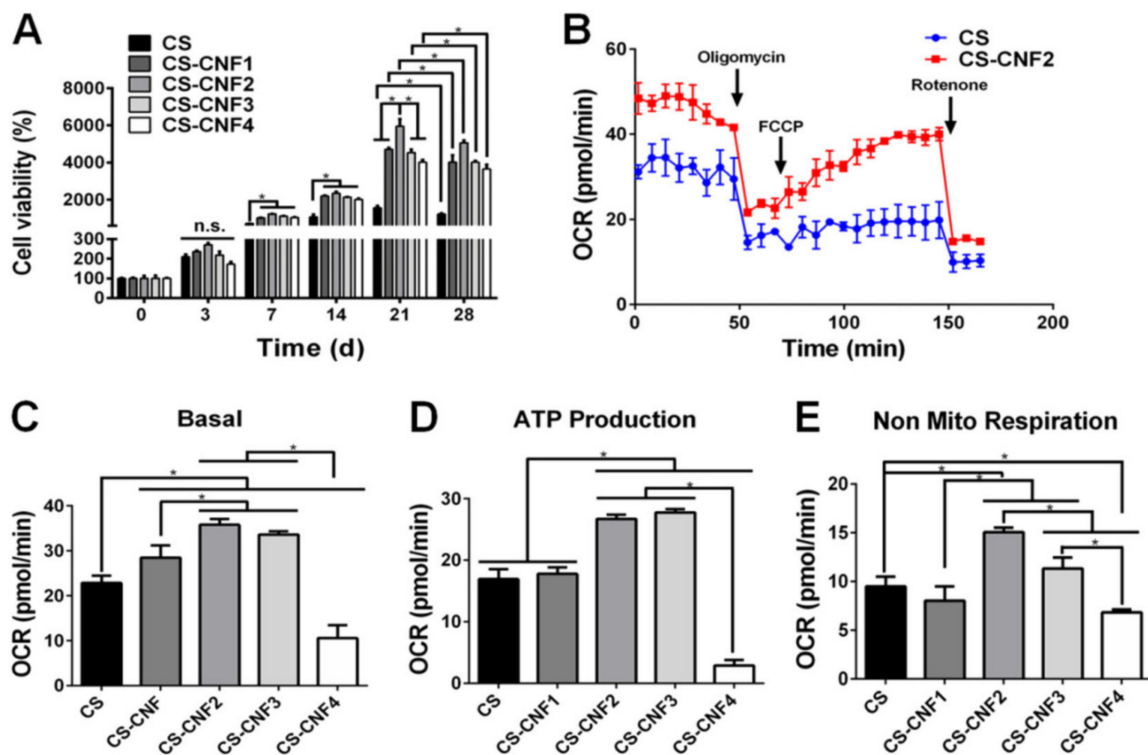 A
CS
CS-CNF1
CS-CNF2
CS-CNF3
CS-CNF4
Cell viability (%)
8000
6000
4000
2000
300
200
100
0
n.s.
*
*
* *
*
*
*
*
*
0 3 7 14 21 28
Time (d)
B
CS
CS-CNF2
OCR (pmol/min)
60
40
20
0
Oligomycin
FCCP
Rotenone
0 50 100 150 200
Time (min)
C
Basal
OCR (pmol/min)
40
30
20
10
0
*
*
*
CS CS-CNF CS-CNF2 CS-CNF3 CS-CNF4
D
ATP Production
OCR (pmol/min)
30
20
10
0
*
*
CS CS-CNF1 CS-CNF2 CS-CNF3 CS-CNF4
E
Non Mito Respiration
OCR (pmol/min)
20
15
10
5
0
*
*
*
*
*
CS CS-CNF1 CS-CNF2 CS-CNF3 CS-CNF4